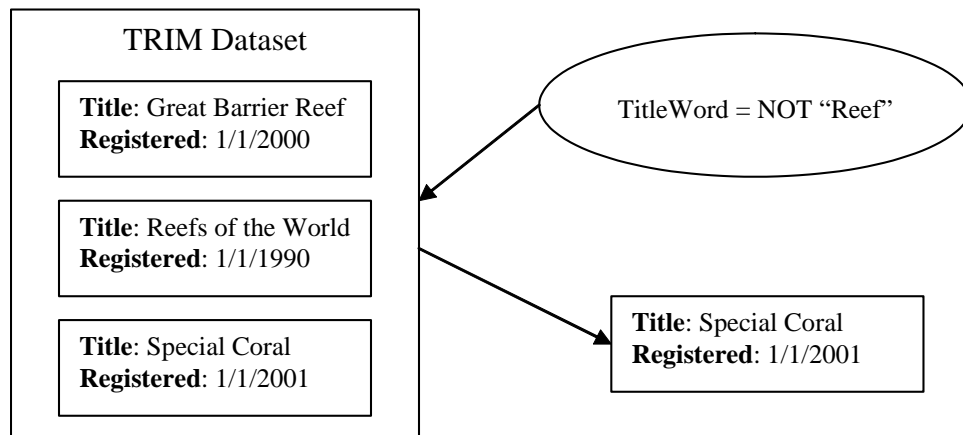 TRIM Dataset
Title: Great Barrier Reef
Registered: 1/1/2000
Title: Reefs of the World
Registered: 1/1/1990
Title: Special Coral
Registered: 1/1/2001
TitleWord = NOT “Reef”
Title: Special Coral
Registered: 1/1/2001